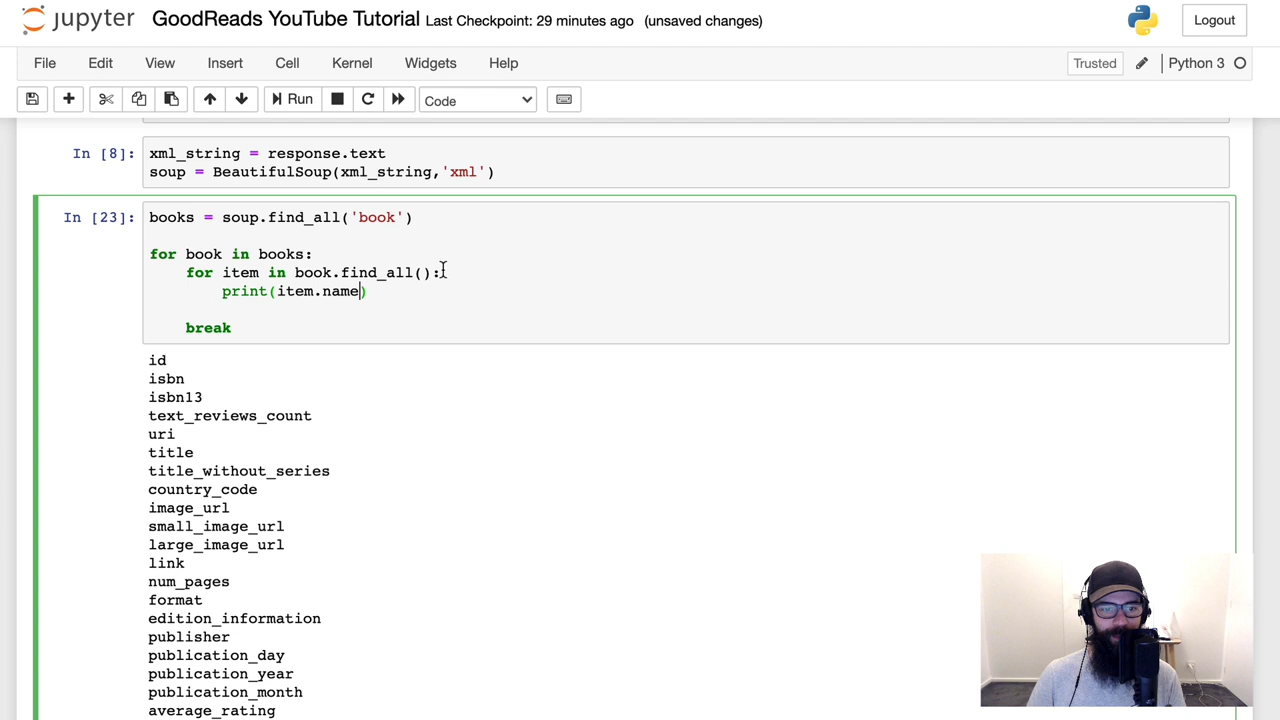 jupyter GoodReads YouTube Tutorial Last Checkpoint: 29 minutes ago (unsaved changes) Logout
File Edit View Insert Cell Kernel Widgets Help Trusted Python 3
Run Code
In [8]: xml_string = response.text
soup = BeautifulSoup(xml_string,'xml')
In [23]: books = soup.find_all('book')
for book in books:
    for item in book.find_all():
        print(item.name)
    break
id
isbn
isbn13
text_reviews_count
uri
title
title_without_series
country_code
image_url
small_image_url
large_image_url
link
num_pages
format
edition_information
publisher
publication_day
publication_year
publication_month
average_rating